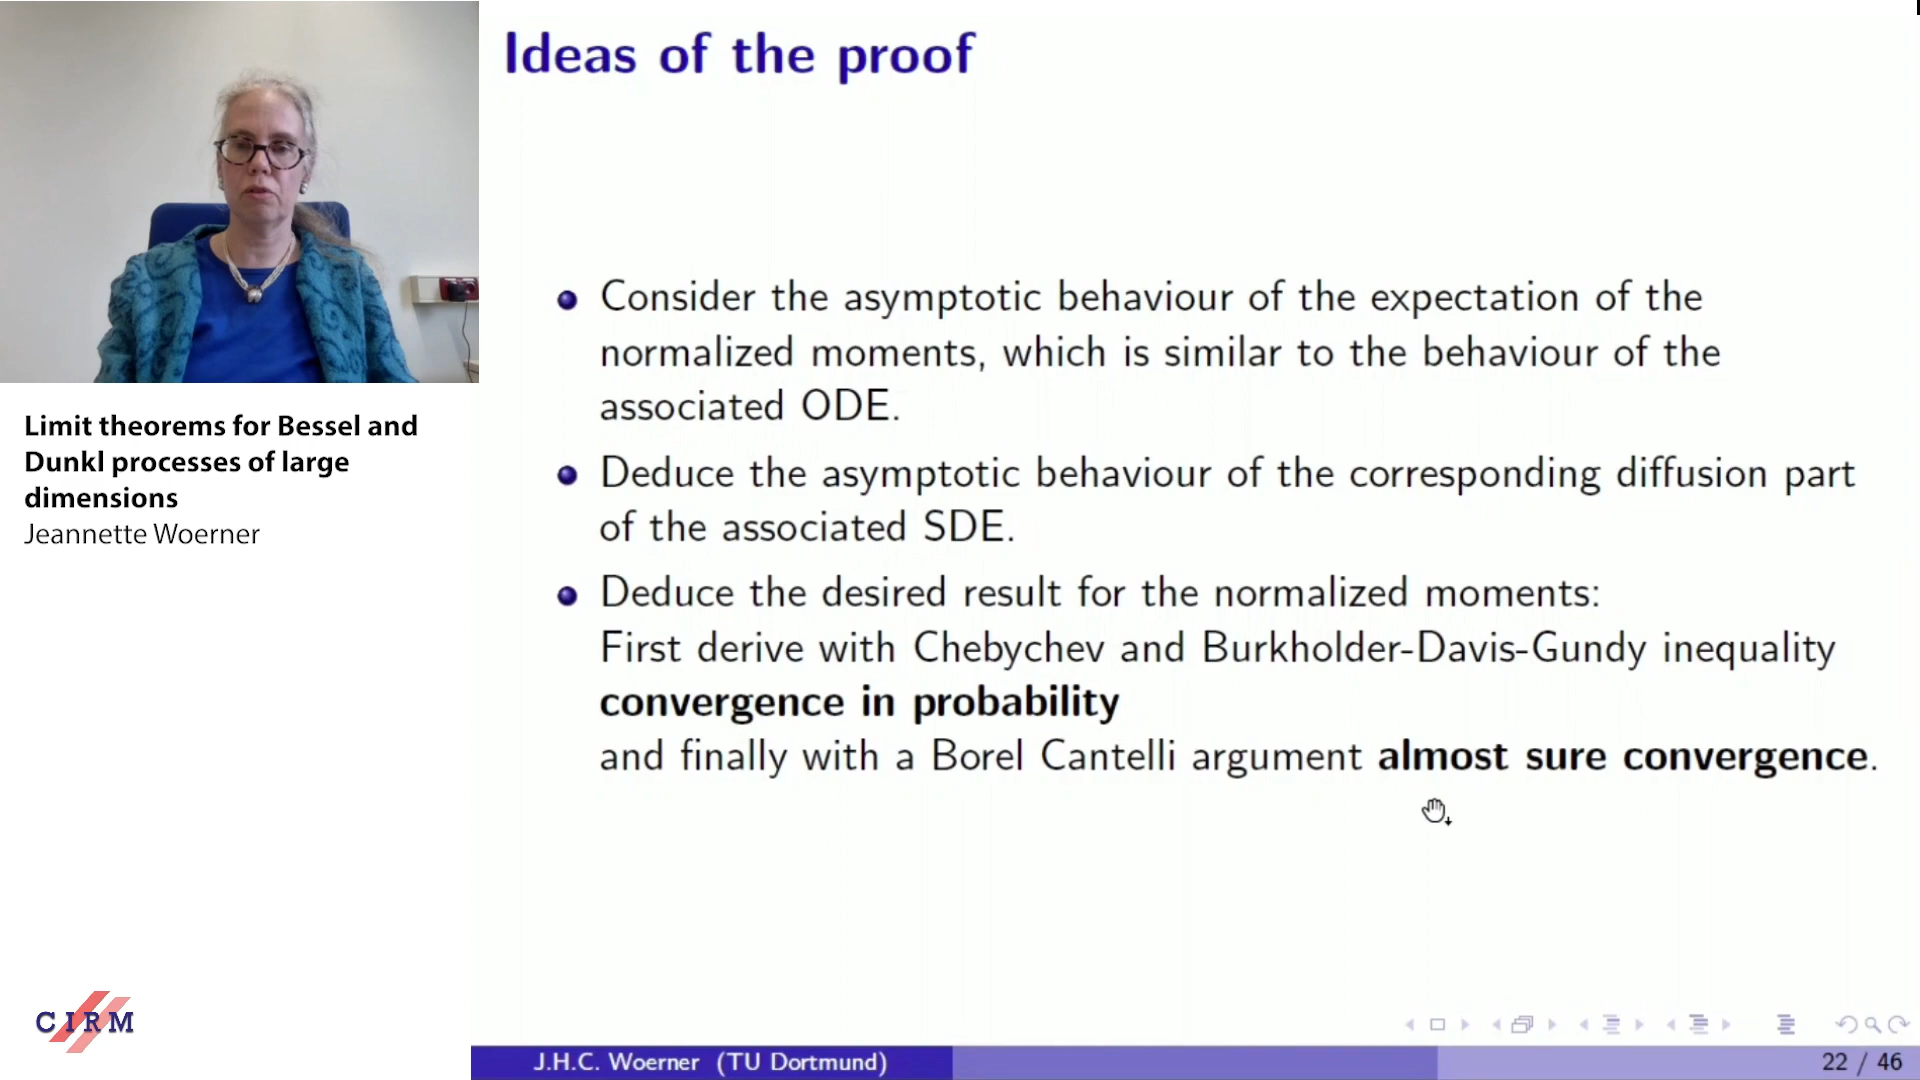 Ideas of the proof
Consider the asymptotic behaviour of the expectation of the
normalized moments, which is similar to the behaviour of the
associated ODE.
Deduce the asymptotic behaviour of the corresponding diffusion part
of the associated SDE.
Deduce the desired result for the normalized moments:
First derive with Chebychev and Burkholder-Davis-Gundy inequality
convergence in probability
and finally with a Borel Cantelli argument almost sure convergence.
Limit theorems for Bessel and
Dunkl processes of large
dimensions
Jeannette Woerner
CIRM
J.H.C. Woerner (TU Dortmund)
22 / 46